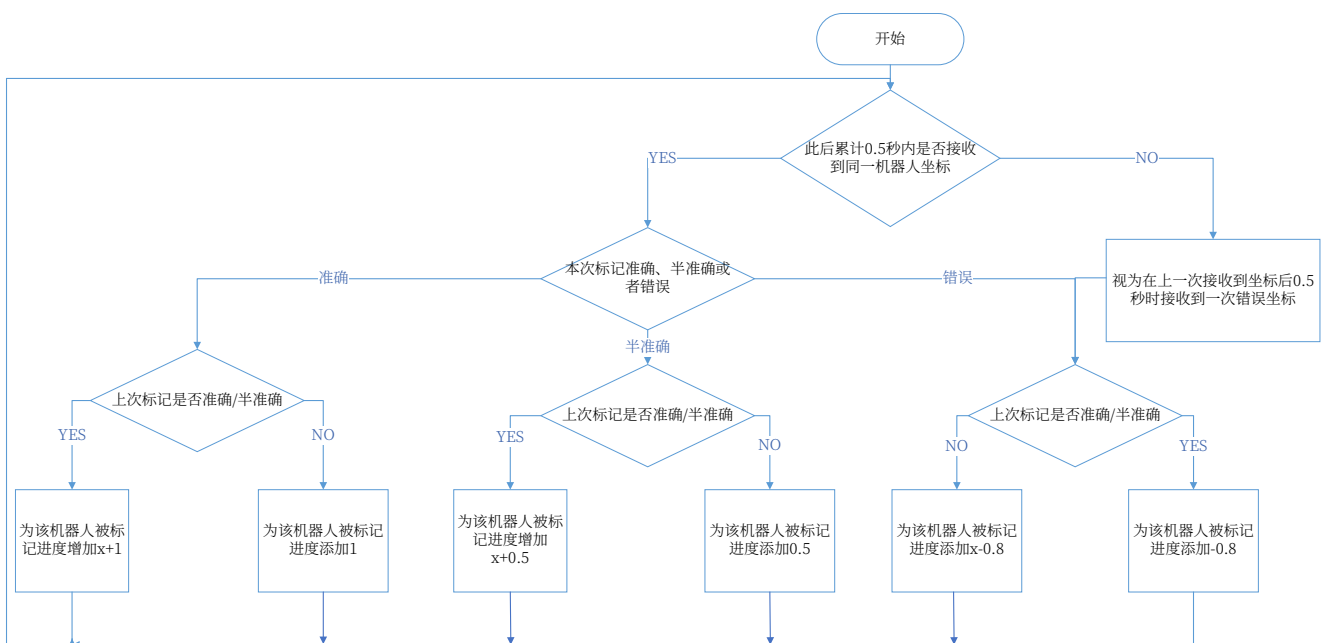 开始
此后累计0.5秒内是否接收
到同一机器人坐标
YES
NO
本次标记准确、半准确或
者错误
视为在上一次接收到坐标后0.5
秒时接收到一次错误坐标
准确
半准确
错误
上次标记是否准确/半准确
上次标记是否准确/半准确
上次标记是否准确/半准确
YES
NO
YES
NO
NO
YES
为该机器人被标
记进度增加x+1
为该机器人被标记
进度添加1
为该机器人被标
记进度增加
x+0.5
为该机器人被标记
进度添加0.5
为该机器人被标记
进度添加x-0.8
为该机器人被标记
进度添加-0.8